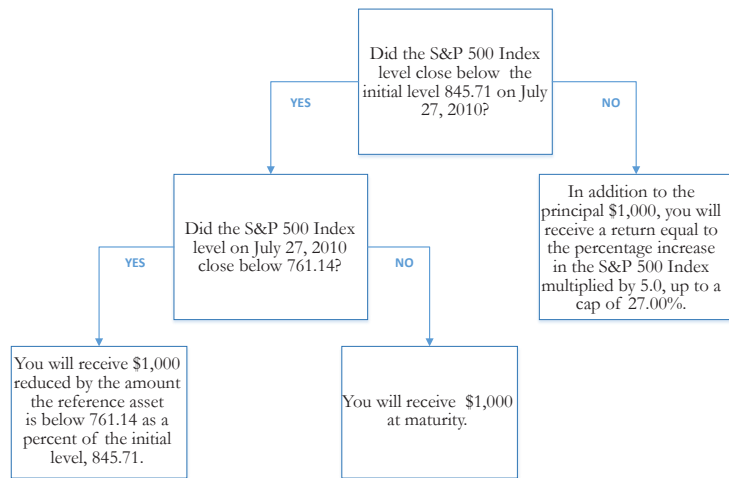 Did the S&P 500 Index
level close below the
initial level 845.71 on July
27, 2010?
YES
NO
Did the S&P 500 Index
level on July 27, 2010
close below 761.14?
In addition to the
principal $1,000, you will
receive a return equal to
the percentage increase
in the S&P 500 Index
multiplied by 5.0, up to a
cap of 27.00%.
YES
NO
You will receive $1,000
reduced by the amount
the reference asset
is below 761.14 as a
percent of the initial
level, 845.71.
You will receive $1,000
at maturity.